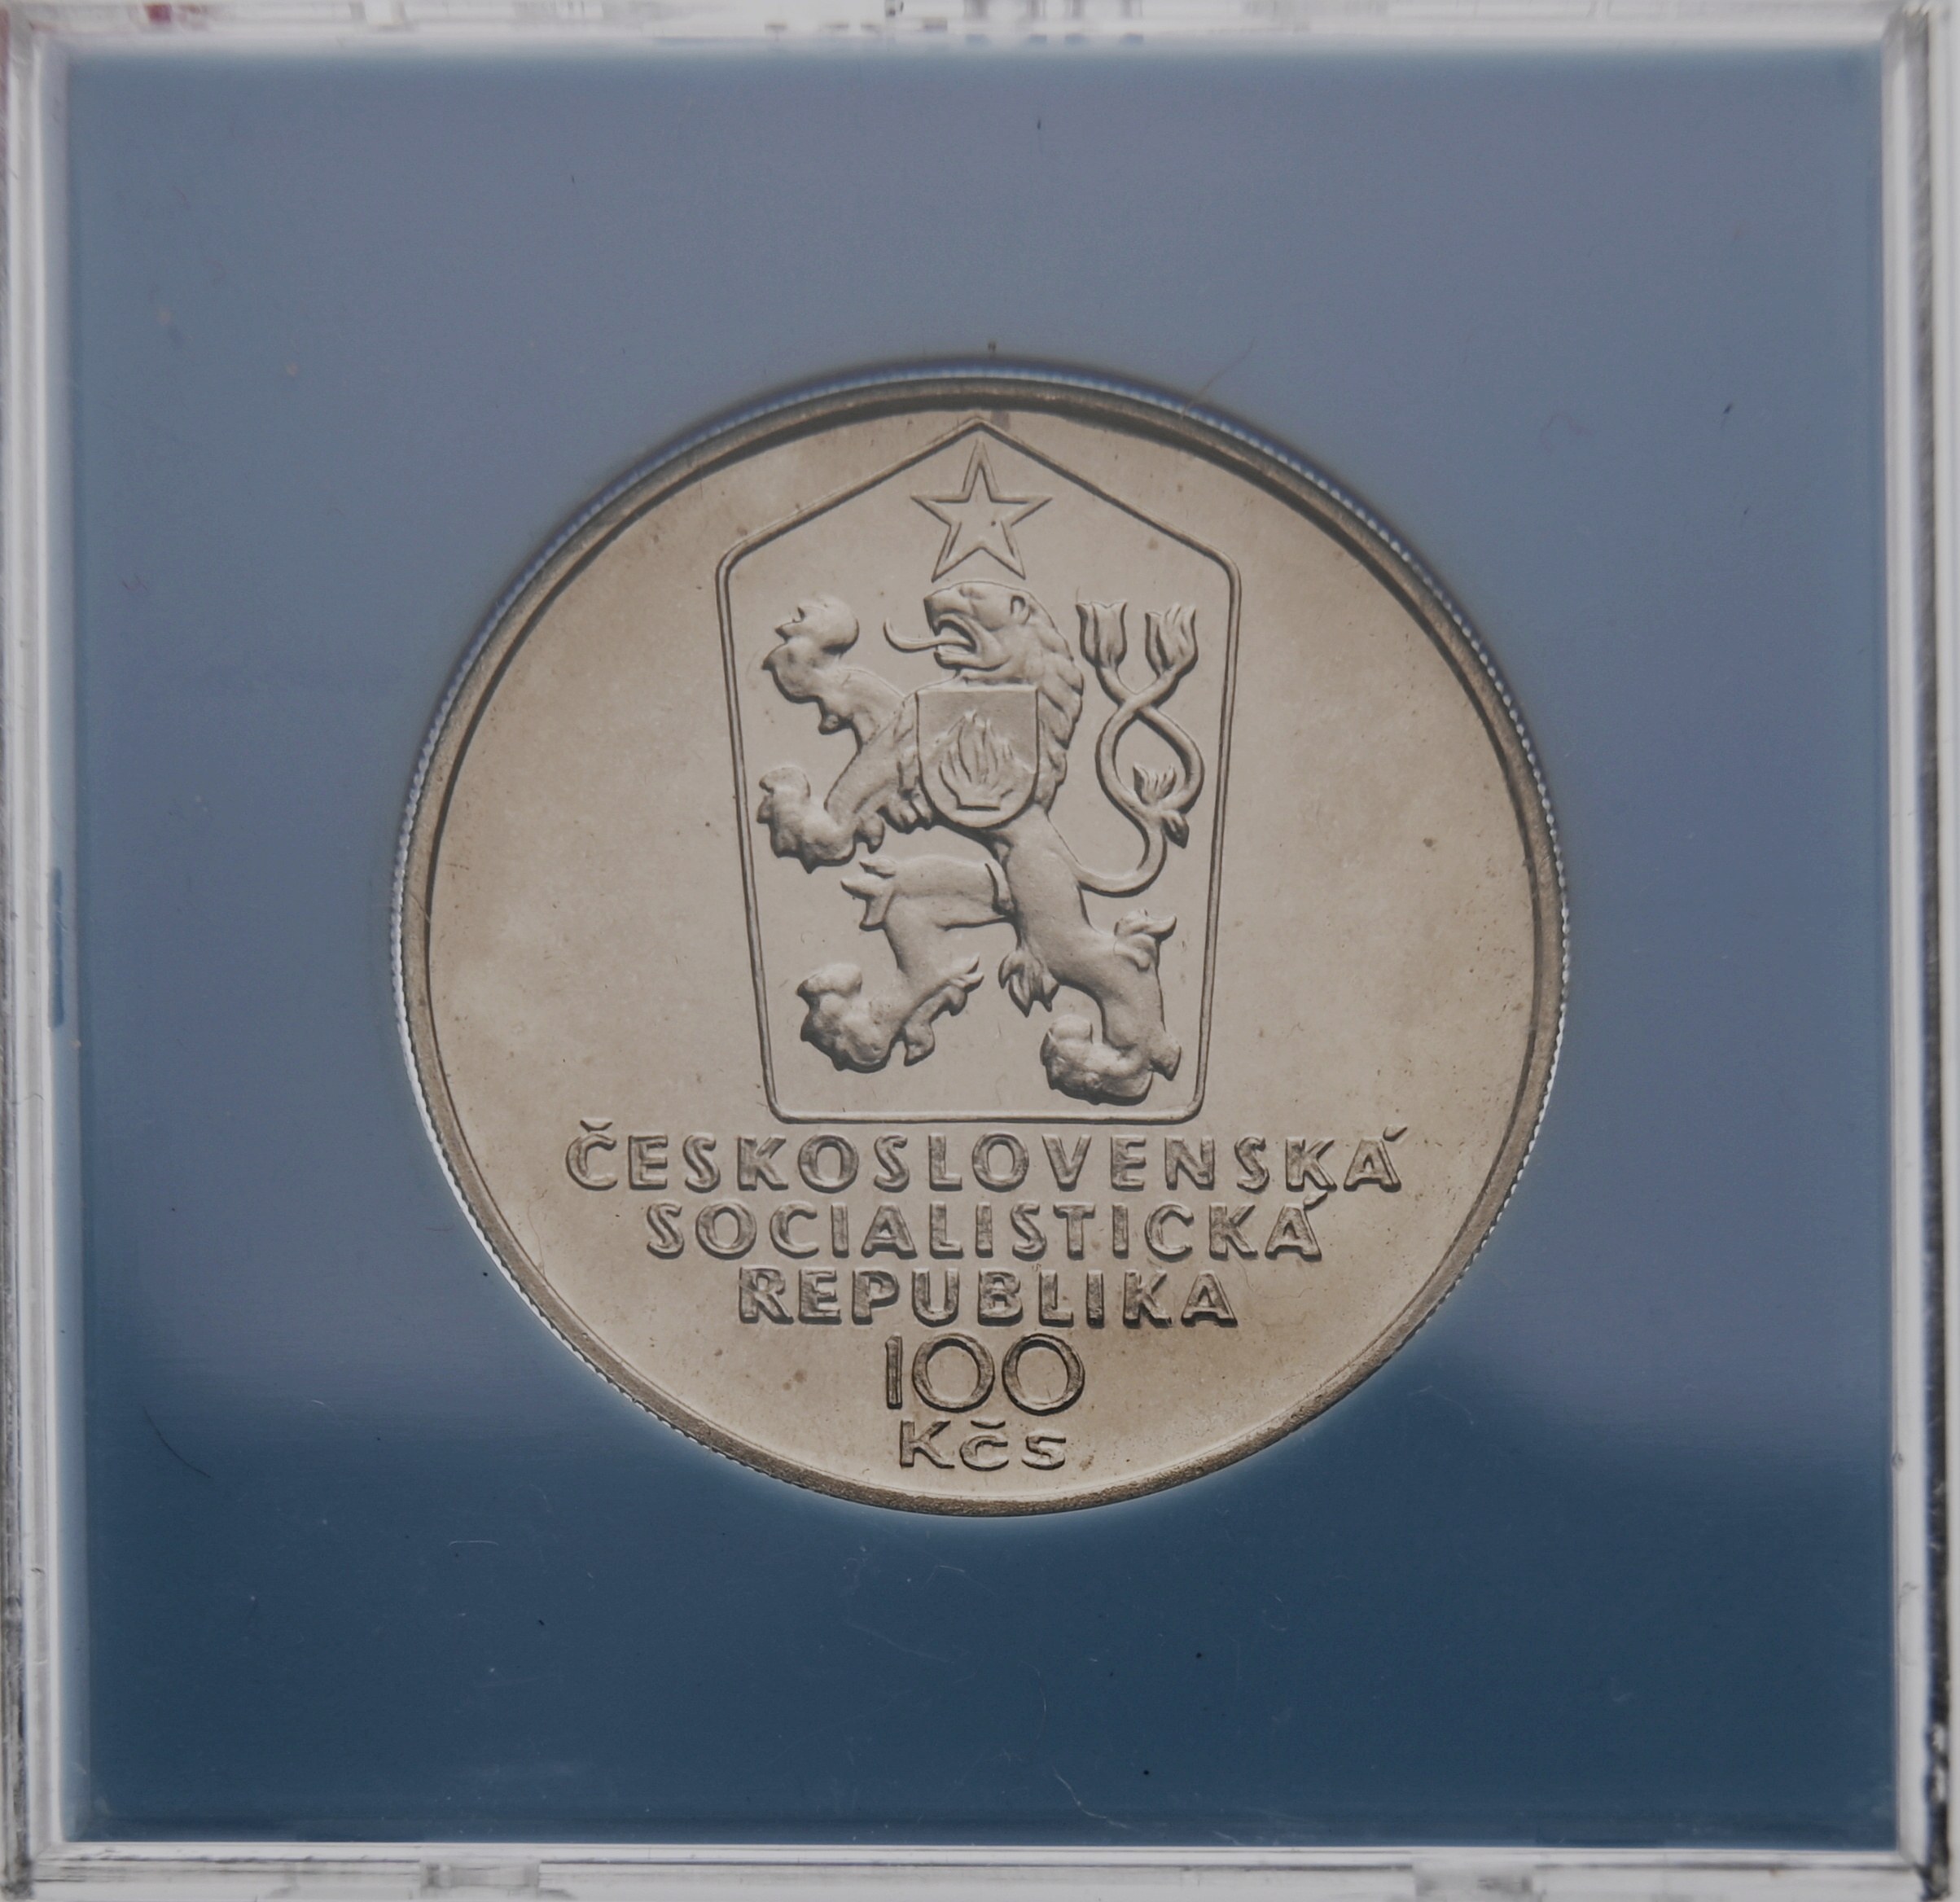 ČESKOSLOVENSKÁ
SOCIALISTICKÁ
REPUBLIKA
100
Kčs